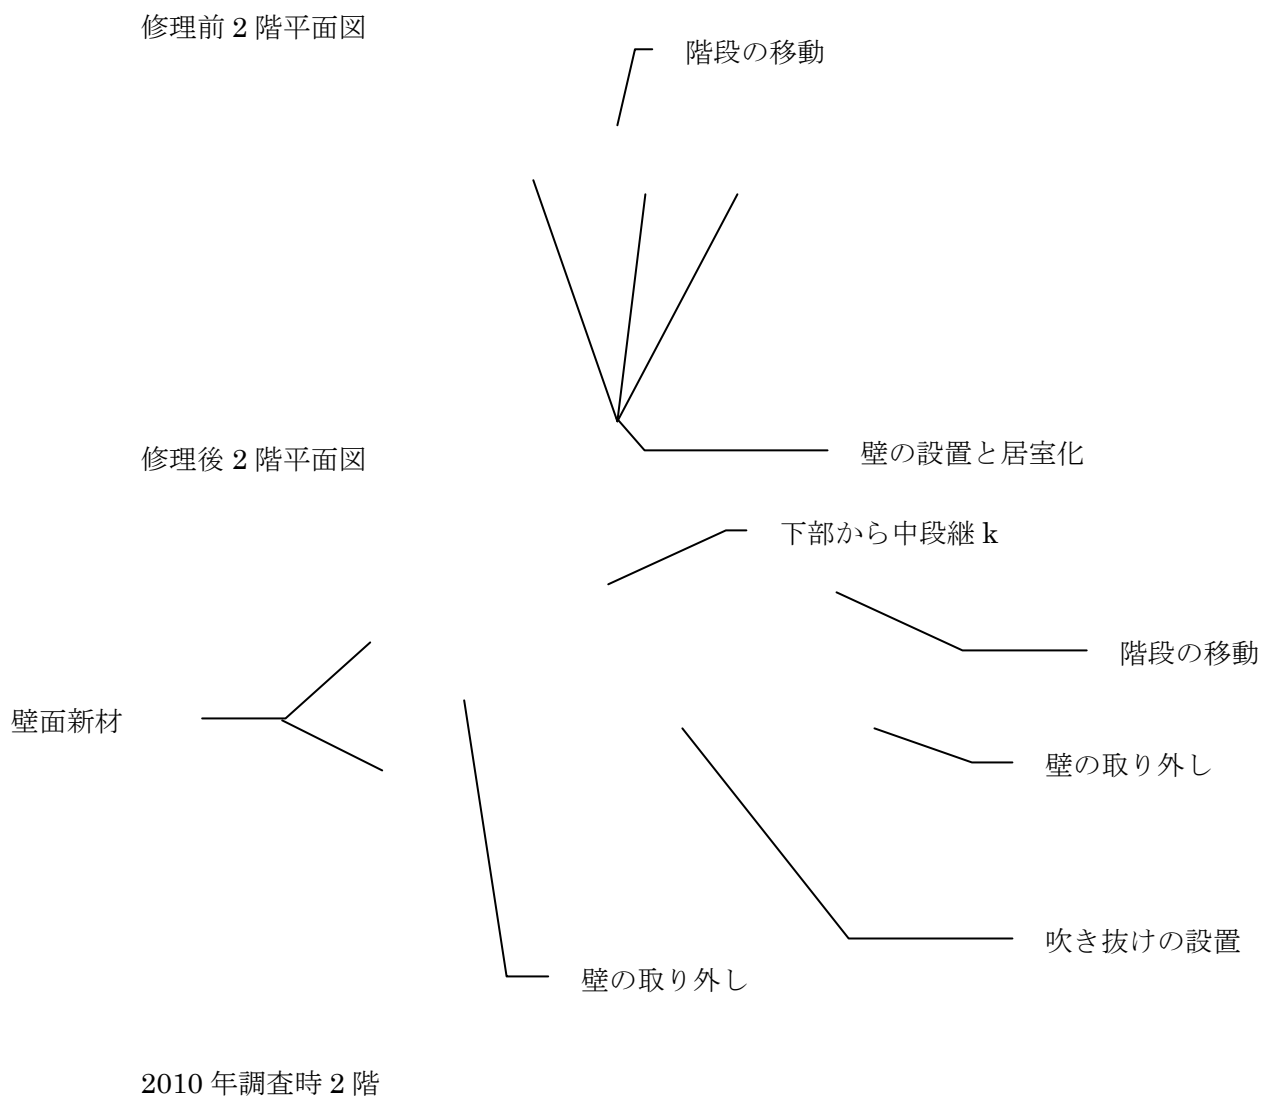 修理前 2 階平面図
階段の移動
壁の設置と居室化
修理後 2 階平面図
下部から中段継 k
階段の移動
壁面新材
壁の取り外し
吹き抜けの設置
壁の取り外し
2010 年調査時 2 階